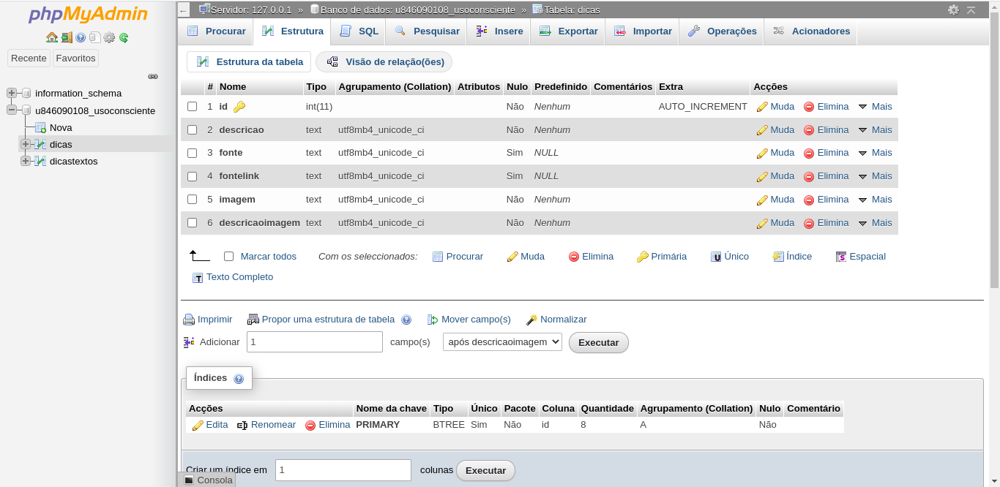 phpMyAdmin
Recente Favoritos
information_schema
u846090108_usoconsciente
Nova
dicas
dicastextos
Servidor: 127.0.0.1 » Banco de dados: u846090108_usoconsciente » Tabela: dicas
Procurar Estrutura SQL Pesquisar Insere Exportar Importar Operações Acionadores
Estrutura da tabela Visão de relação(ões)
# Nome Tipo Agrupamento (Collation) Atributos Nulo Predefinido Comentários Extra Acções
1 id int(11) Não Nenhum AUTO_INCREMENT Muda Elimina Mais
2 descricao text utf8mb4_unicode_ci Não Nenhum Muda Elimina Mais
3 fonte text utf8mb4_unicode_ci Sim NULL Muda Elimina Mais
4 fontelink text utf8mb4_unicode_ci Sim NULL Muda Elimina Mais
5 imagem text utf8mb4_unicode_ci Não Nenhum Muda Elimina Mais
6 descricaoimagem text utf8mb4_unicode_ci Não Nenhum Muda Elimina Mais
Marcar todos Com os seleccionados: Procurar Muda Elimina Primária Único Índice Espacial
Texto Completo
Imprimir Propor uma estrutura de tabela Mover campo(s) Normalizar
Adicionar 1 campo(s) após descricaoimagem Executar
Índices
Acções Nome da chave Tipo Único Pacote Coluna Quantidade Agrupamento (Collation) Nulo Comentário
Edita Renomear Elimina PRIMARY BTREE Sim Não id 8 A Não
Criar um índice em 1 colunas Executar
Consola